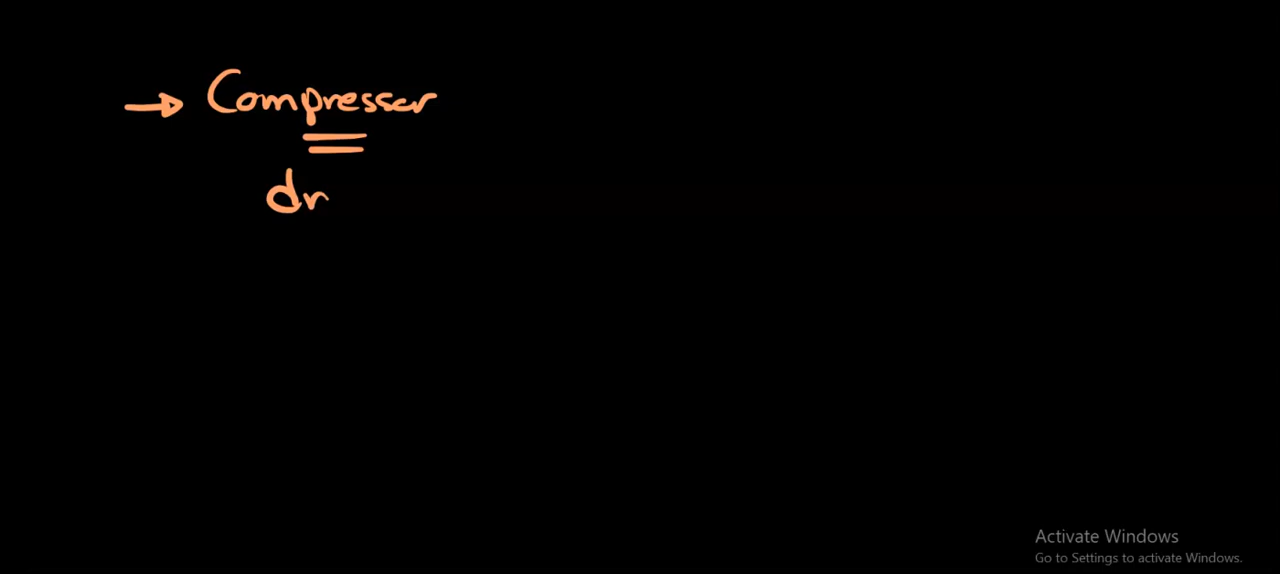 → Compresser
dr
Activate Windows
Go to Settings to activate Windows.